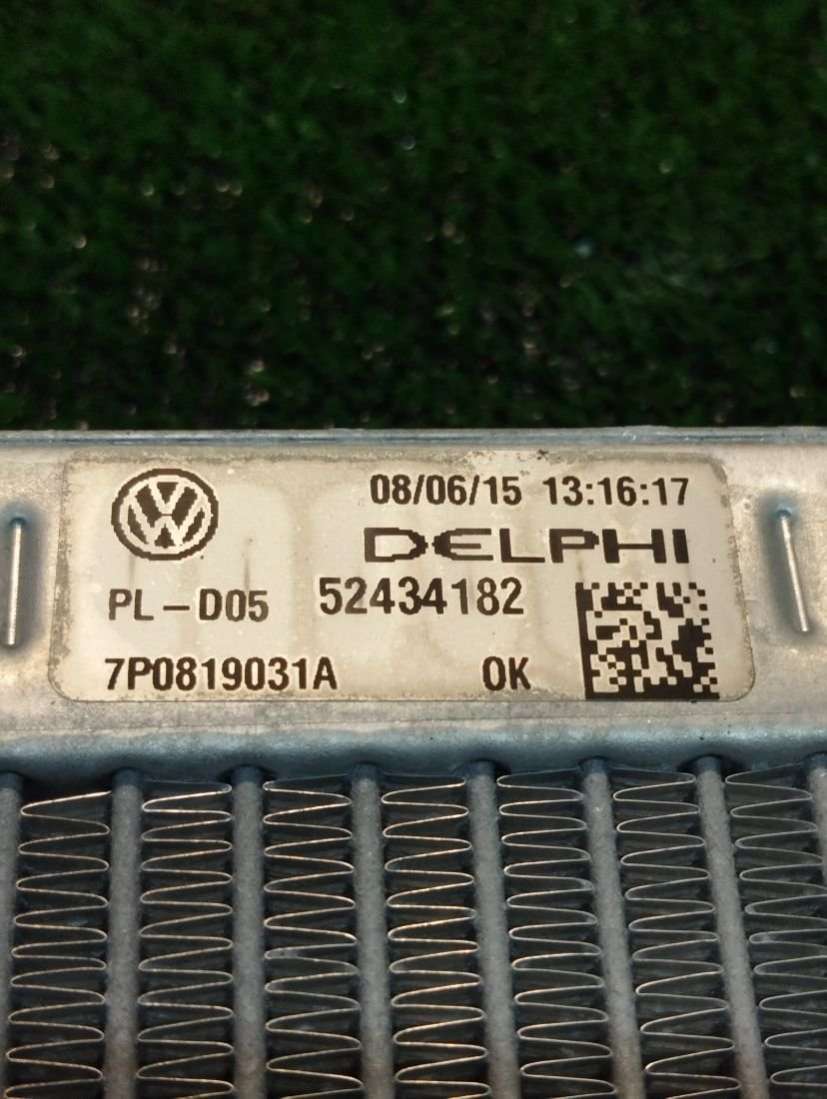 08/06/15 13:16:17
DELPHI
PL-D05 52434182
7P0819031A OK